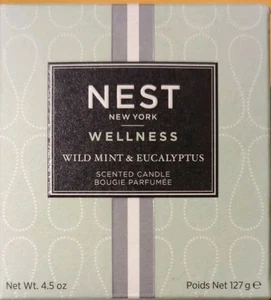 NEST
NEW YORK
WELLNESS
WILD MINT & EUCALYPTUS
SCENTED CANDLE
BOUGIE PARFUMÉE
Net Wt. 4.5 oz Poids Net 127 g ℮